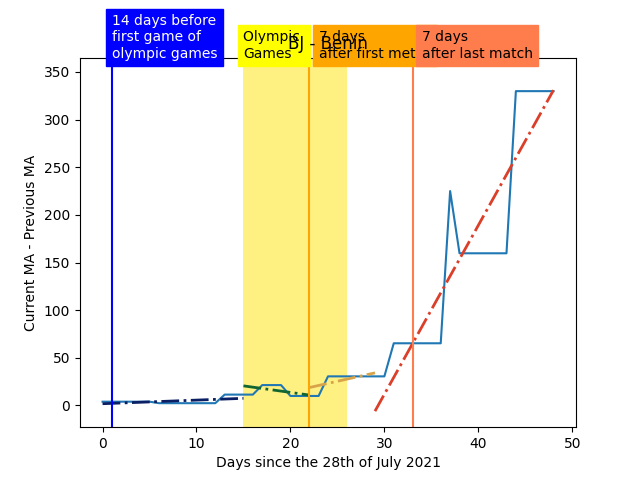 14 days before
first game of
olympic games
Olympic
Games
BJ - Benin
7 days
after first met
7 days
after last match
350
300
250
200
150
100
50
0
Current MA - Previous MA
0 10 20 30 40 50
Days since the 28th of July 2021